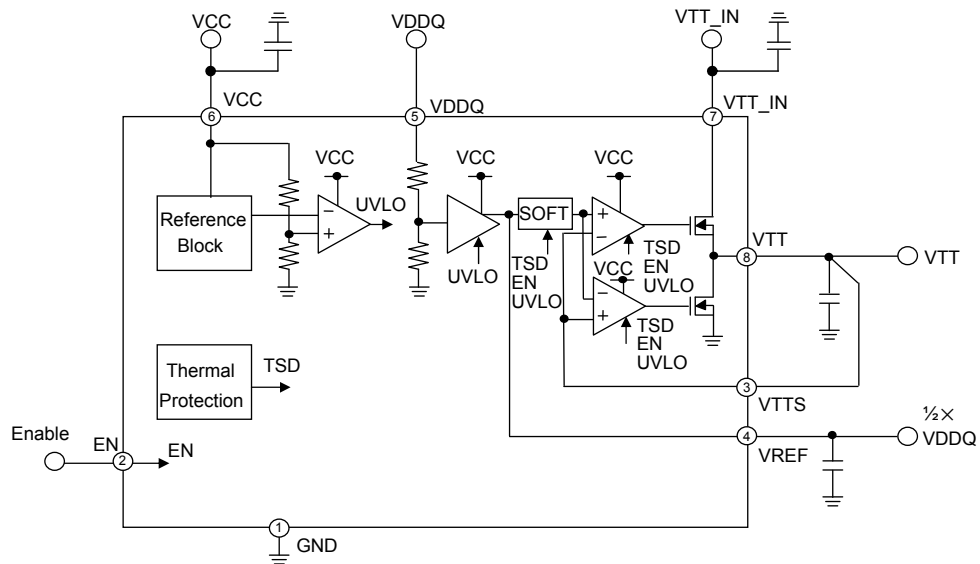 VCC
VDDQ
VTT_IN
6
VCC
5
VDDQ
7
VTT_IN
Reference
Block
VCC
−
+
UVLO
VCC
UVLO
SOFT
TSD
EN
UVLO
VCC
+
−
TSD
EN
UVLO
VCC
−
+
TSD
EN
UVLO
VTT
8
VTT
Thermal
Protection
TSD
3
VTTS
Enable
EN
2
EN
4
VREF
½×
VDDQ
1
GND